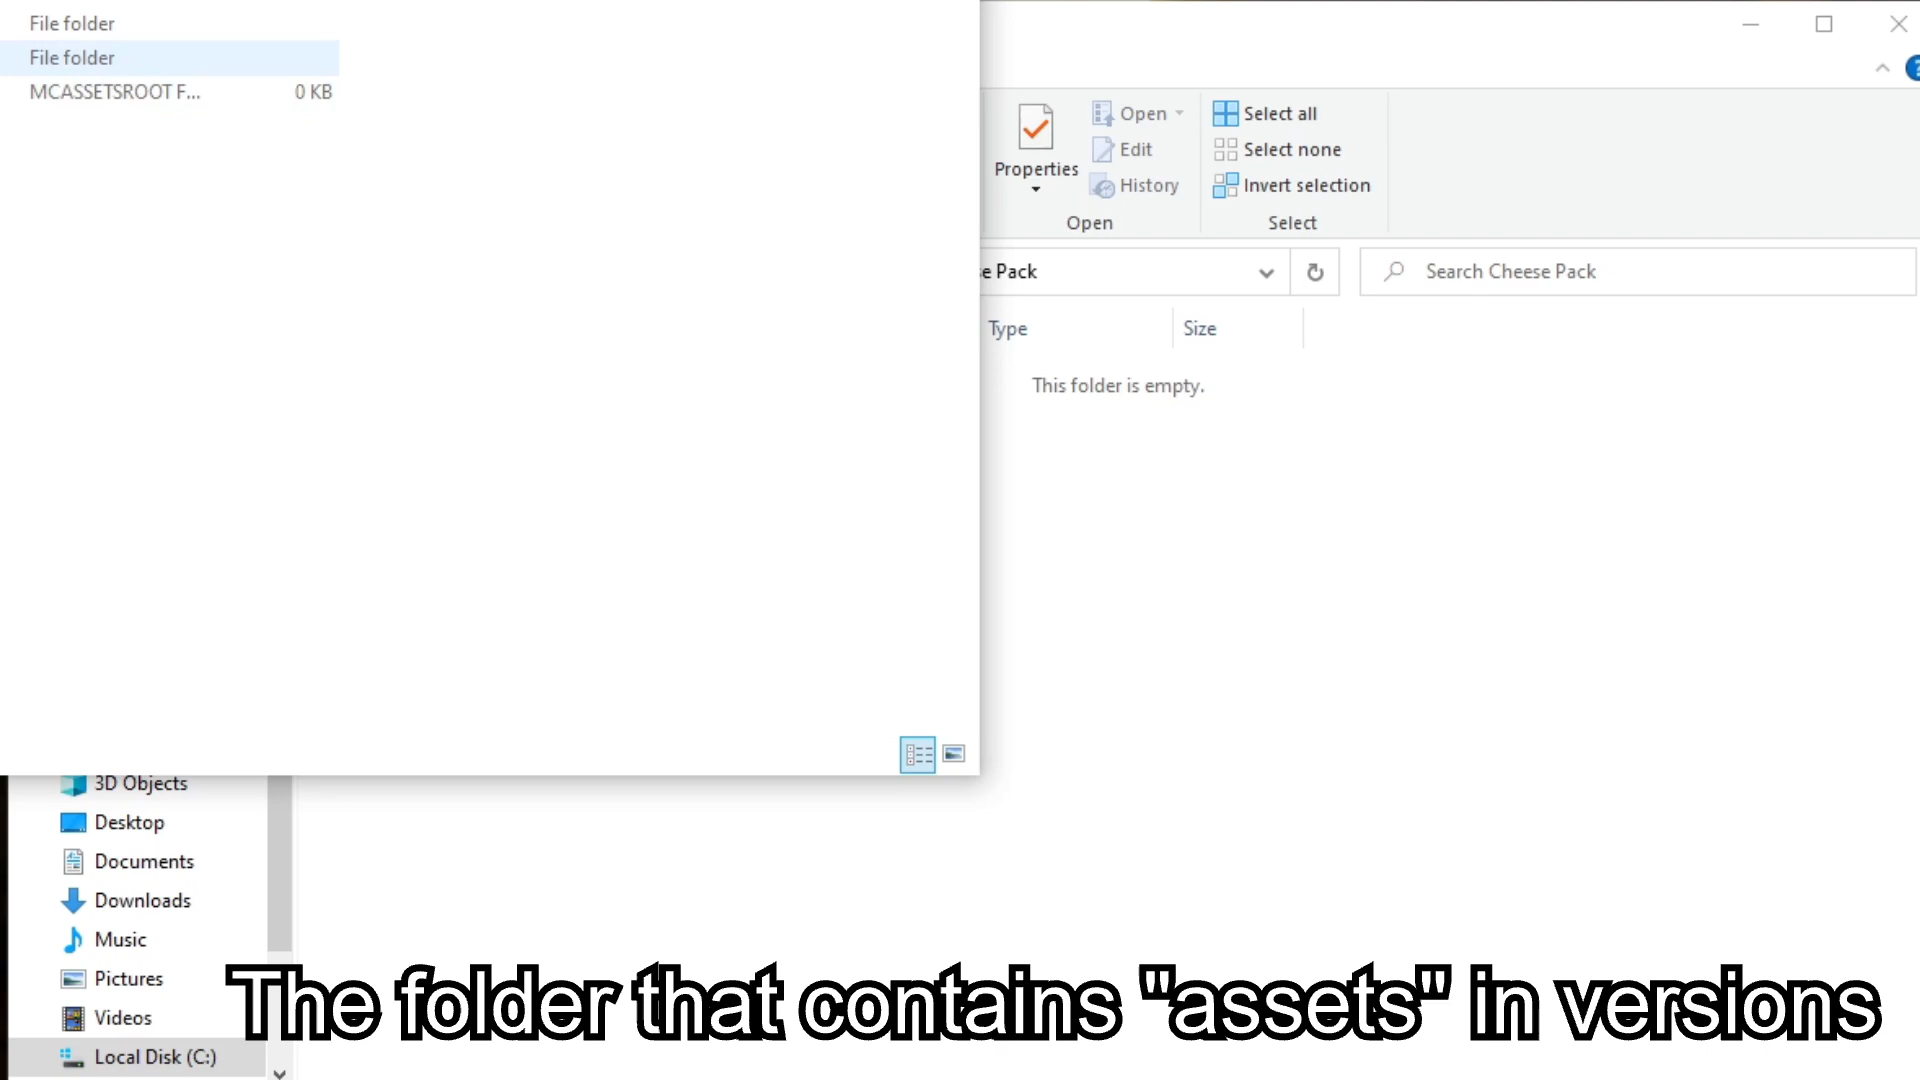 File folder
File folder
MCASSETSROOT F... 0 KB
Properties
Open
Edit
History
Open
Select all
Select none
Invert selection
Select
e Pack
Search Cheese Pack
Type Size
This folder is empty.
3D Objects
Desktop
Documents
Downloads
Music
Pictures
Videos
Local Disk (C:)
The folder that contains "assets" in versions